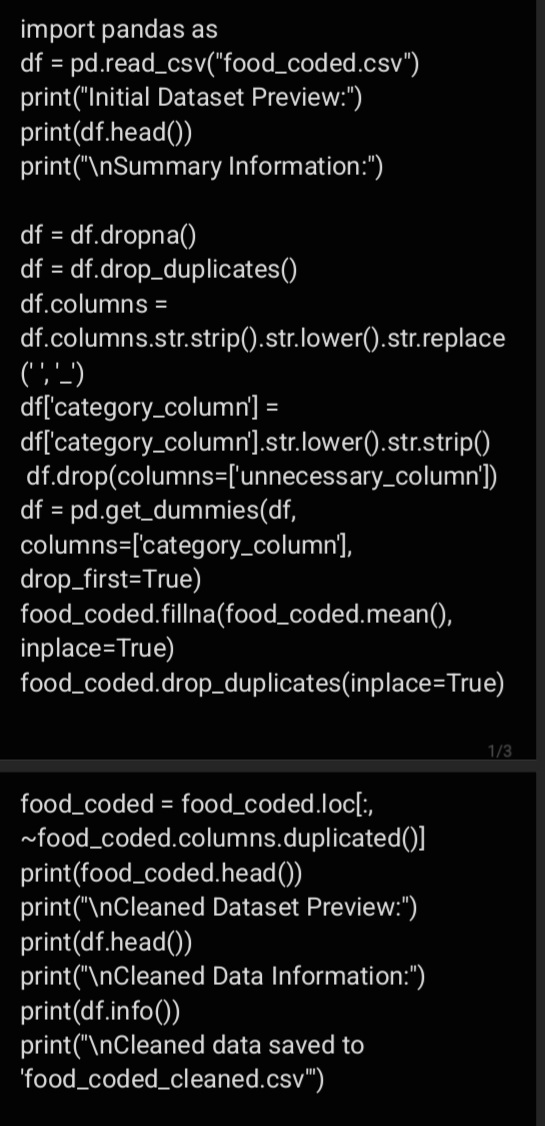 import pandas as
df = pd.read_csv("food_coded.csv")
print("Initial Dataset Preview:")
print(df.head())
print("\nSummary Information:")
df = df.dropna()
df = df.drop_duplicates()
df.columns =
df.columns.str.strip().str.lower().str.replace
(' ', '_')
df['category_column'] =
df['category_column'].str.lower().str.strip()
df.drop(columns=['unnecessary_column'])
df = pd.get_dummies(df,
columns=['category_column'],
drop_first=True)
food_coded.fillna(food_coded.mean(),
inplace=True)
food_coded.drop_duplicates(inplace=True)
1/3
food_coded = food_coded.loc[:,
~food_coded.columns.duplicated()]
print(food_coded.head())
print("\nCleaned Dataset Preview:")
print(df.head())
print("\nCleaned Data Information:")
print(df.info())
print("\nCleaned data saved to
'food_coded_cleaned.csv'")